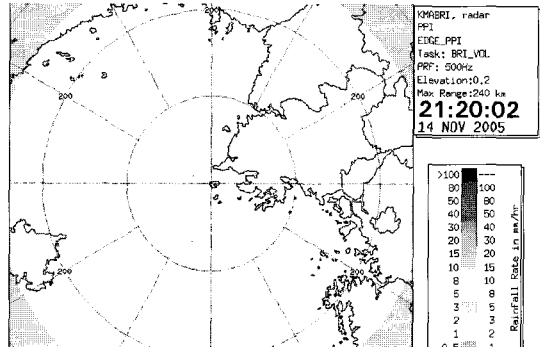 KMABRI, radar
PPI
EDGE_PPI
Task: BRI_VOL
PRF: 500Hz
Elevation:0.2
Max Range:240 km
21:20:02
14 NOV 2005
200
200
200
200
>100 ---
80 100
50 80
40 50
30 40
20 30
15 20
10 15
8 10
5 8
3 5
2 3
1 2
0.5 1
RainFall Rate in mm/hr